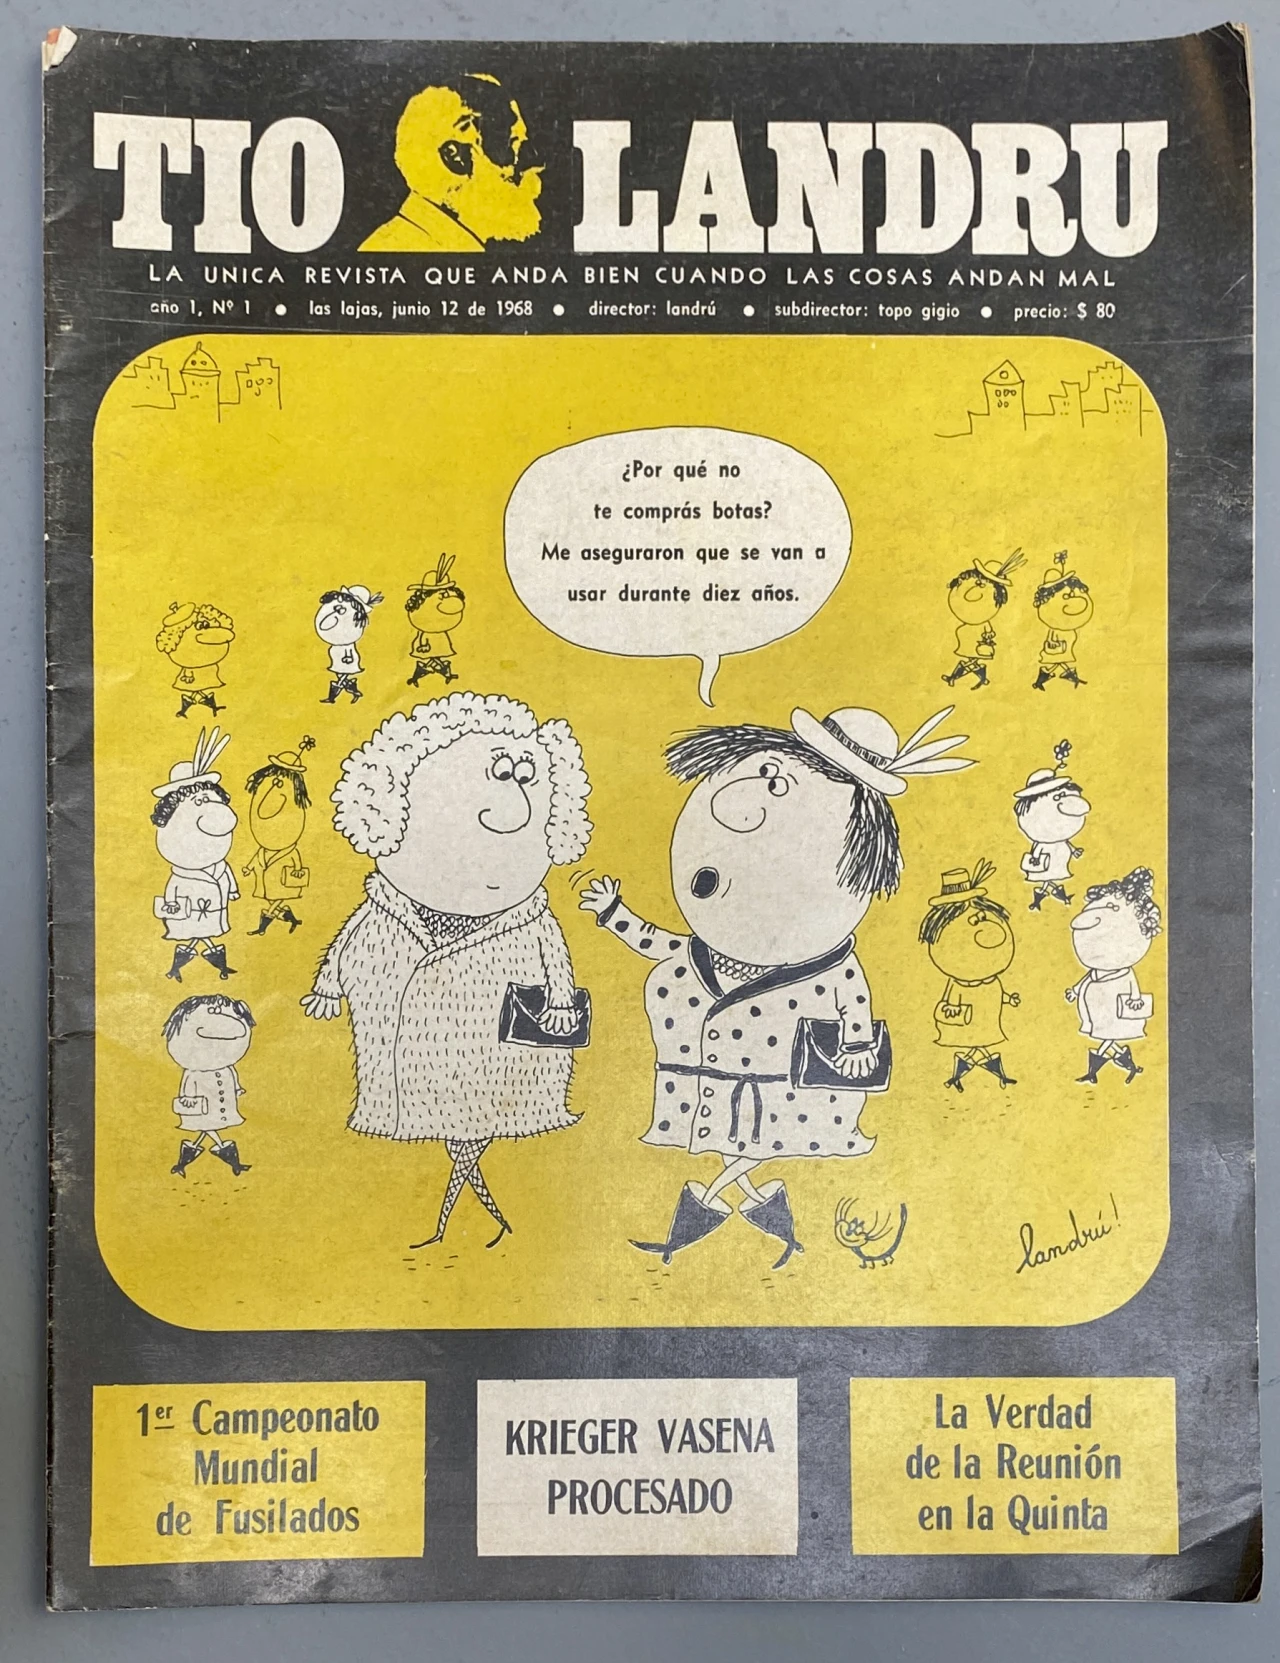 TIO LANDRU
LA UNICA REVISTA QUE ANDA BIEN CUANDO LAS COSAS ANDAN MAL
año 1, Nº 1 ● las lajas, junio 12 de 1968 ● director: landrú ● subdirector: topo gigio ● precio: $ 80
¿Por qué no
te comprás botas?
Me aseguraron que se van a
usar durante diez años.
landrú!
1er Campeonato
Mundial
de Fusilados
KRIEGER VASENA
PROCESADO
La Verdad
de la Reunión
en la Quinta